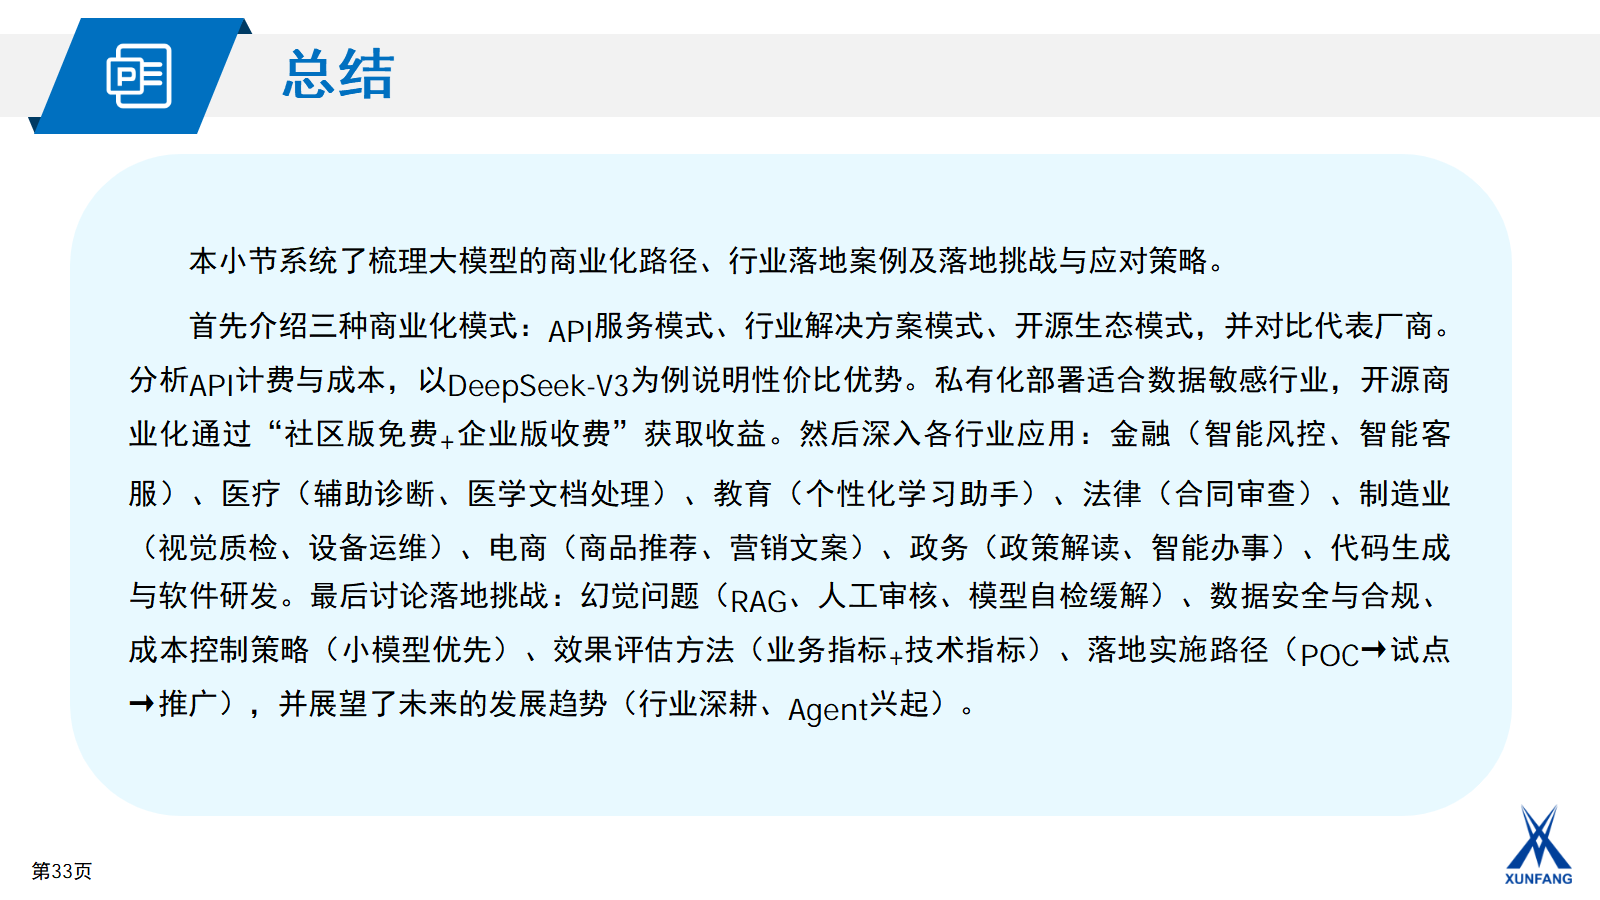 总结
本小节系统了梳理大模型的商业化路径、行业落地案例及落地挑战与应对策略。
首先介绍三种商业化模式：API服务模式、行业解决方案模式、开源生态模式，并对比代表厂商。
分析API计费与成本，以DeepSeek-V3为例说明性价比优势。私有化部署适合数据敏感行业，开源商
业化通过“社区版免费+企业版收费”获取收益。然后深入各行业应用：金融（智能风控、智能客
服）、医疗（辅助诊断、医学文档处理）、教育（个性化学习助手）、法律（合同审查）、制造业
（视觉质检、设备运维）、电商（商品推荐、营销文案）、政务（政策解读、智能办事）、代码生成
与软件研发。最后讨论落地挑战：幻觉问题（RAG、人工审核、模型自检缓解）、数据安全与合规、
成本控制策略（小模型优先）、效果评估方法（业务指标+技术指标）、落地实施路径（POC→试点
→推广），并展望了未来的发展趋势（行业深耕、Agent兴起）。
第33页
XUNFANG